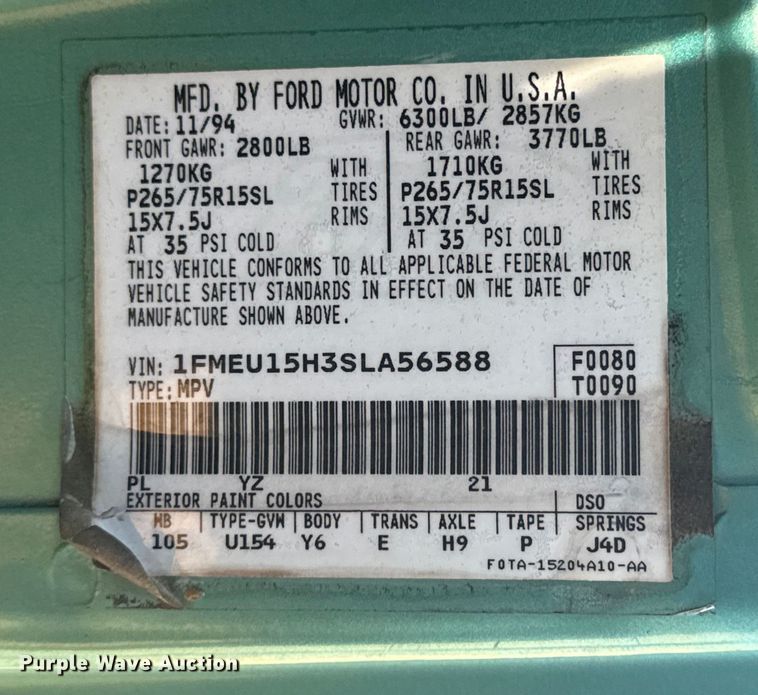 MFD. BY FORD MOTOR CO. IN U.S.A.
DATE: 11/94 GVWR: 6300LB/ 2857KG
FRONT GAWR: 2800LB REAR GAWR: 3770LB
1270KG WITH 1710KG WITH
P265/75R15SL TIRES P265/75R15SL TIRES
15X7.5J RIMS 15X7.5J RIMS
AT 35 PSI COLD AT 35 PSI COLD
THIS VEHICLE CONFORMS TO ALL APPLICABLE FEDERAL MOTOR
VEHICLE SAFETY STANDARDS IN EFFECT ON THE DATE OF
MANUFACTURE SHOWN ABOVE.
VIN: 1FMEU15H3SLA56588 F0080
TYPE: MPV T0090
PL YZ 21
EXTERIOR PAINT COLORS DSO
WB TYPE-GVW BODY TRANS AXLE TAPE SPRINGS
105 U154 Y6 E H9 P J4D
F0TA-15204A10-AA
Purple Wave Auction